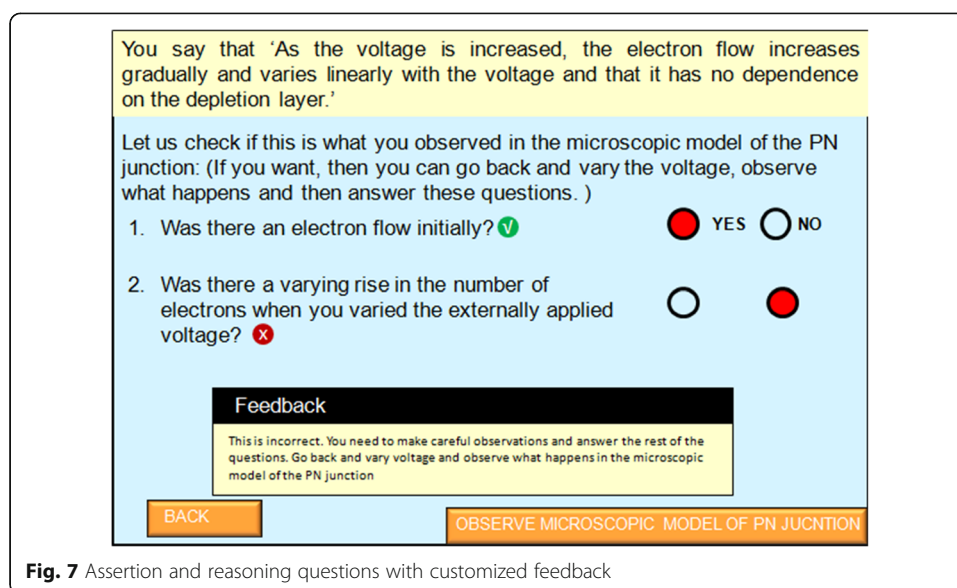 You say that ‘As the voltage is increased, the electron flow increases
gradually and varies linearly with the voltage and that it has no dependence
on the depletion layer.’
Let us check if this is what you observed in the microscopic model of the PN
junction: (If you want, then you can go back and vary the voltage, observe
what happens and then answer these questions. )
1. Was there an electron flow initially? √ YES NO
2. Was there a varying rise in the number of
electrons when you varied the externally applied
voltage? X
Feedback
This is incorrect. You need to make careful observations and answer the rest of the
questions. Go back and vary voltage and observe what happens in the microscopic
model of the PN junction
BACK
OBSERVE MICROSCOPIC MODEL OF PN JUCNTION
Fig. 7 Assertion and reasoning questions with customized feedback